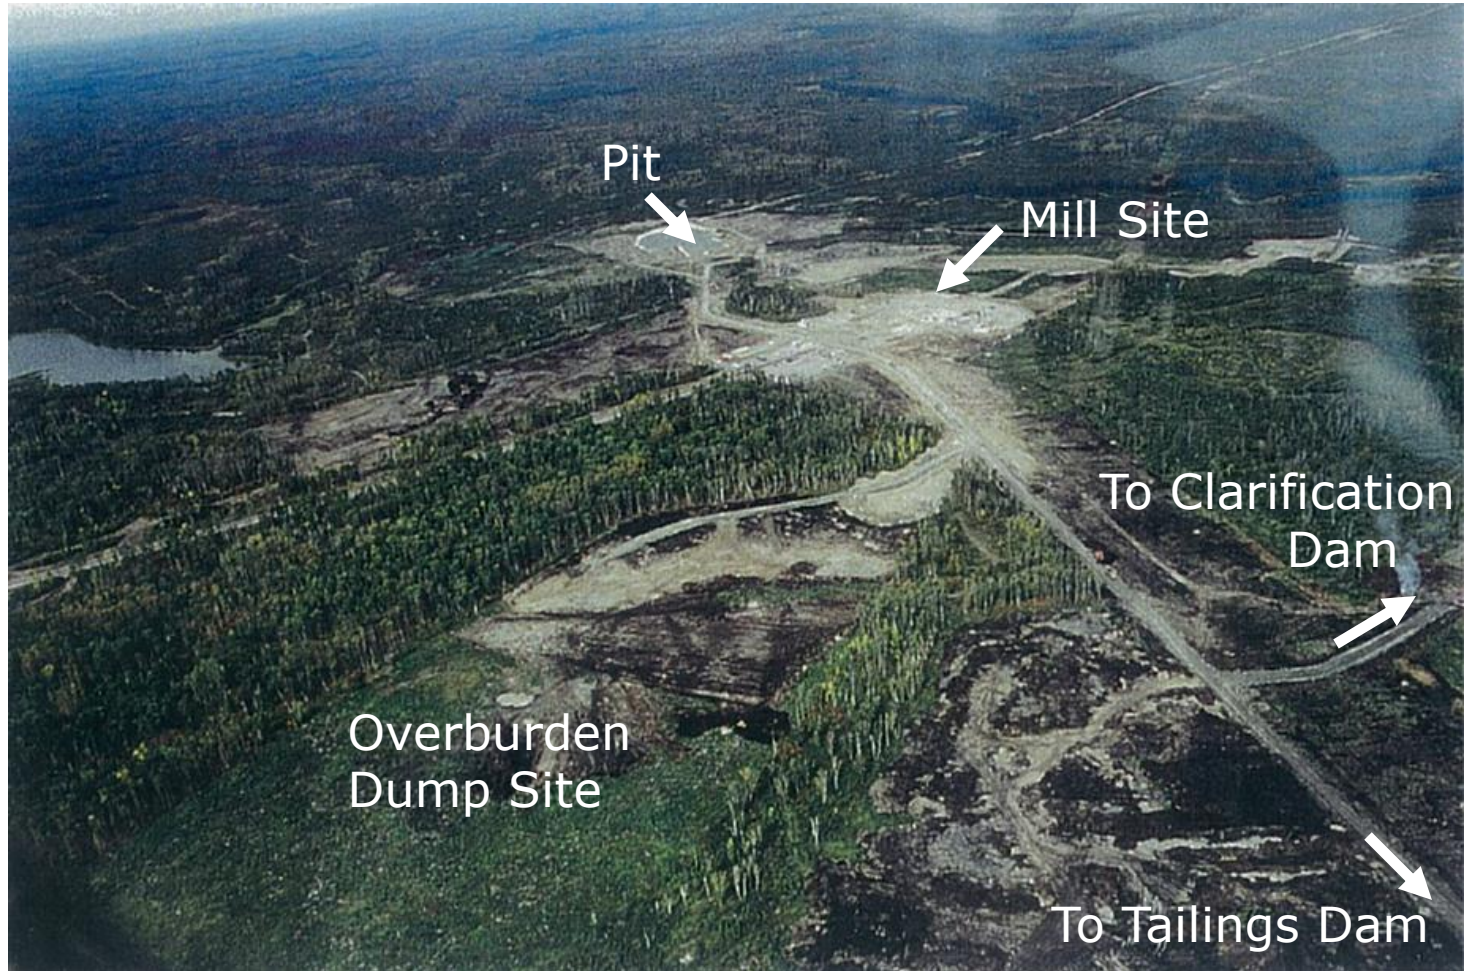 Pit
Mill Site
To Clarification
Dam
Overburden
Dump Site
To Tailings Dam